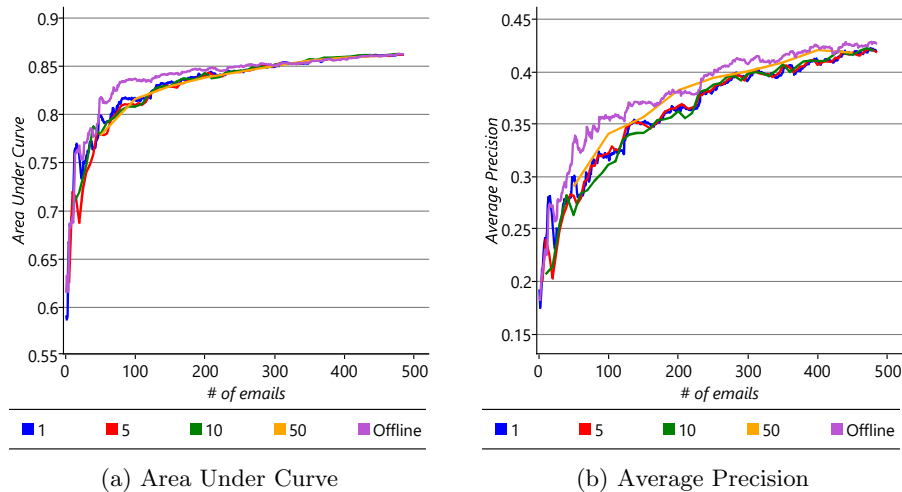 0.9
0.85
0.8
0.75
0.7
0.65
0.6
0.55
Area Under Curve
0 100 200 300 400 500
# of emails
1 5 10 50 Offline
(a) Area Under Curve
0.45
0.4
0.35
0.3
0.25
0.2
0.15
Average Precision
0 100 200 300 400 500
# of emails
1 5 10 50 Offline
(b) Average Precision